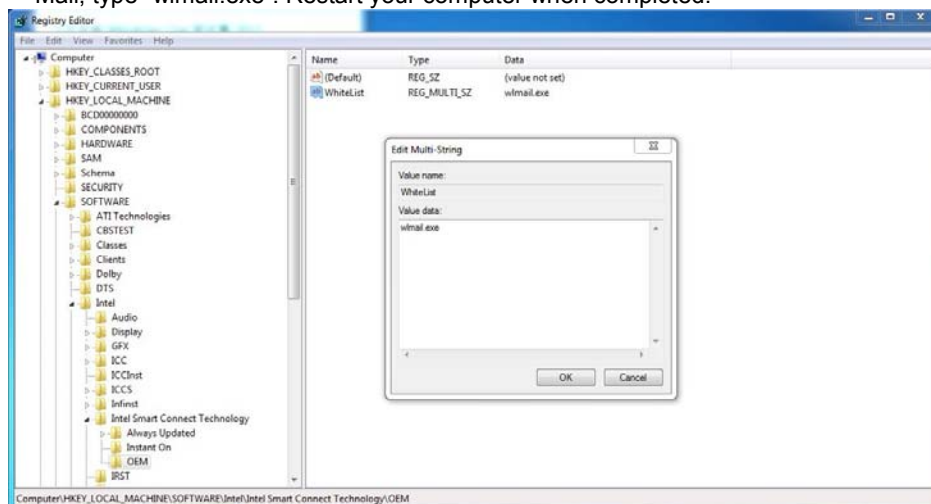 Mail, type "wlmail.exe". Restart your computer when completed.
Registry Editor
File Edit View Favorites Help
Computer
HKEY_CLASSES_ROOT
HKEY_CURRENT_USER
HKEY_LOCAL_MACHINE
BCD00000000
COMPONENTS
HARDWARE
SAM
Schema
SECURITY
SOFTWARE
ATI Technologies
CBSTEST
Classes
Clients
Dolby
DTS
Intel
Audio
Display
GFX
ICC
ICCInst
ICCS
Infinst
Intel Smart Connect Technology
Always Updated
Instant On
OEM
IRST
Name Type Data
(Default) REG_SZ (value not set)
WhiteList REG_MULTI_SZ wlmail.exe
Edit Multi-String
Value name:
WhiteList
Value data:
wlmail.exe
OK Cancel
Computer\HKEY_LOCAL_MACHINE\SOFTWARE\Intel\Intel Smart Connect Technology\OEM